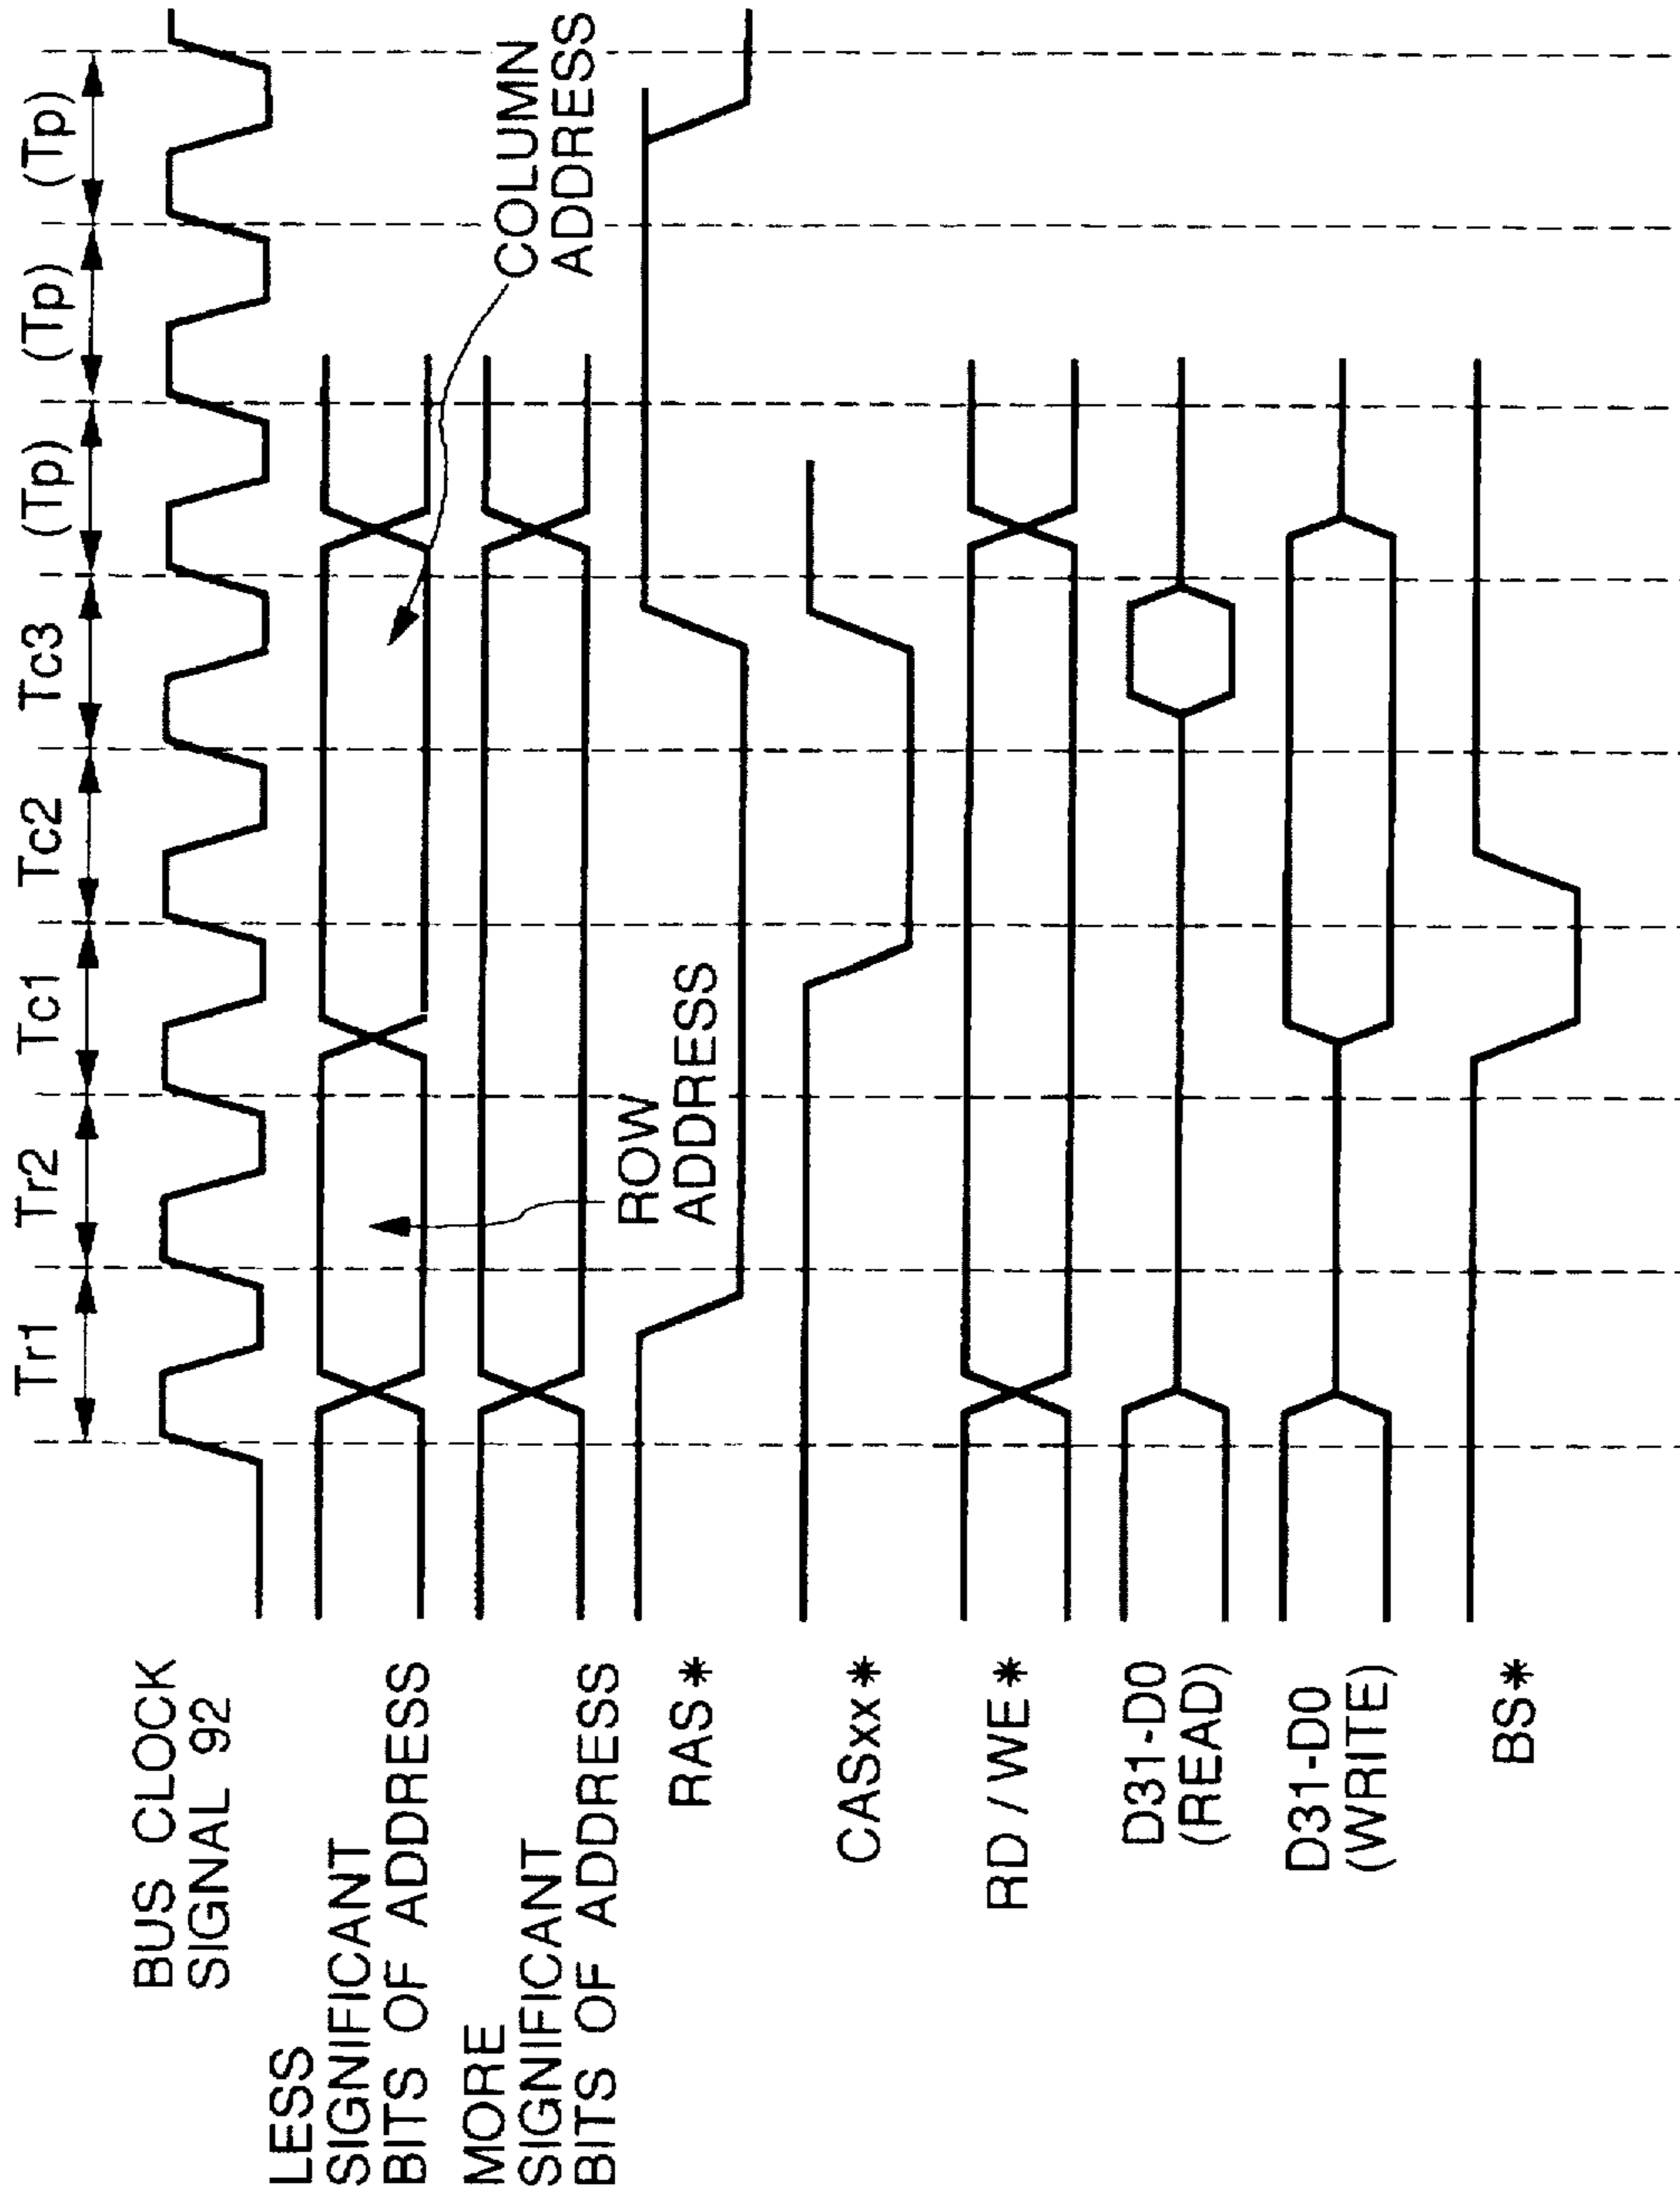 Tr1 Tr2 Tc1 Tc2 Tc3 (Tp) (Tp) (Tp)
BUS CLOCK
SIGNAL 92
LESS
SIGNIFICANT
BITS OF ADDRESS
COLUMN
ADDRESS
MORE
SIGNIFICANT
BITS OF ADDRESS
ROW
ADDRESS
RAS*
CASxx*
RD / WE*
D31-D0
(READ)
D31-D0
(WRITE)
BS*